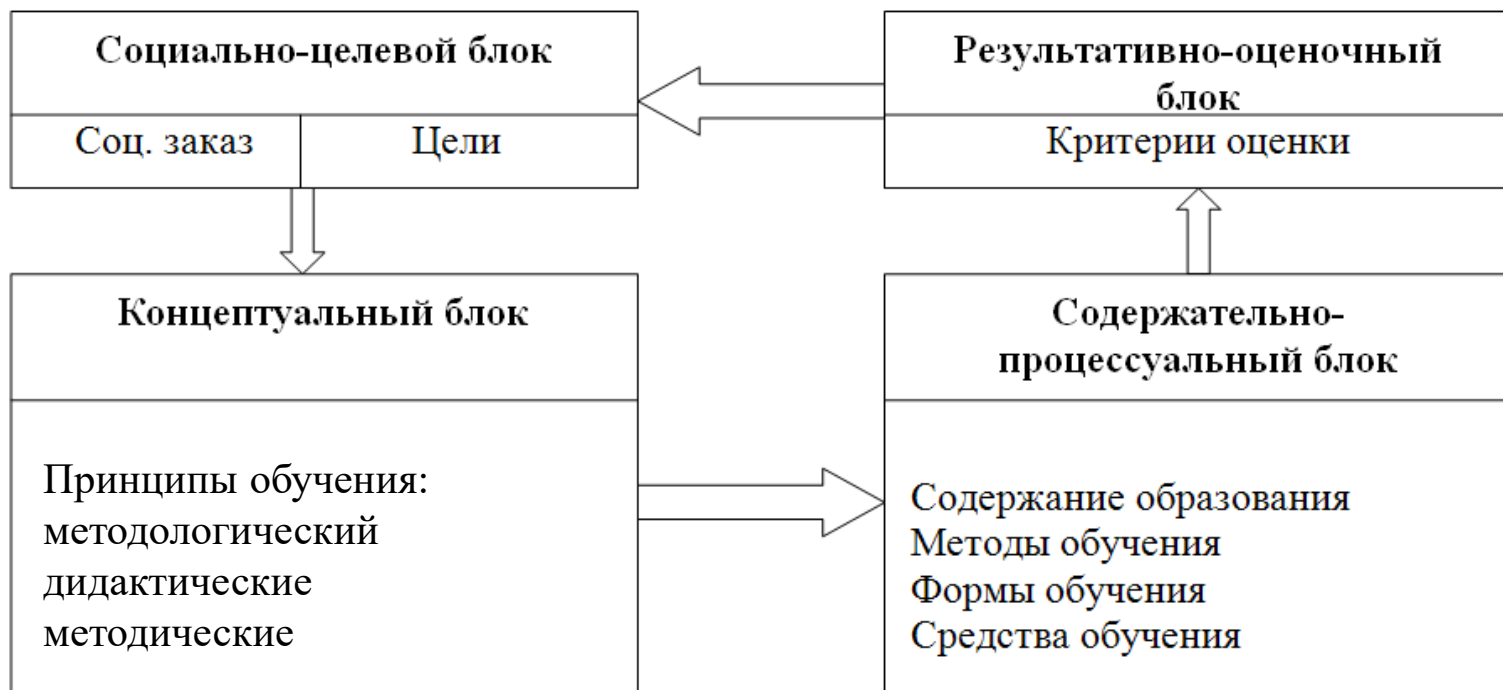 Социально-целевой блок
Соц. заказ
Цели
Результативно-оценочный
блок
Критерии оценки
Концептуальный блок
Принципы обучения:
методологический
дидактические
методические
Содержательно-
процессуальный блок
Содержание образования
Методы обучения
Формы обучения
Средства обучения